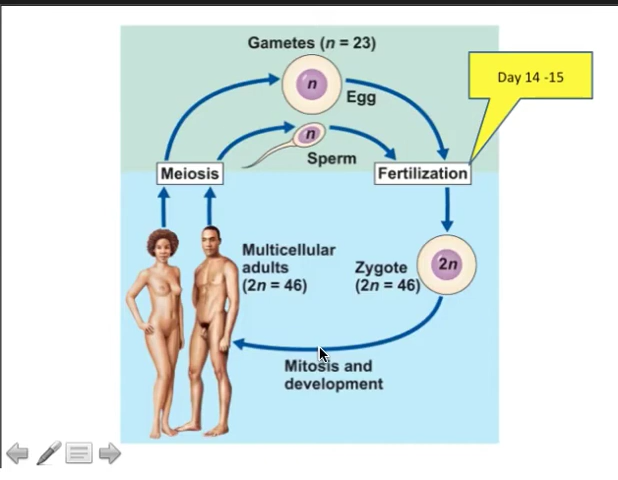 Gametes (n = 23)
n
Egg
Day 14 -15
n
Sperm
Meiosis
Fertilization
Multicellular
adults
(2n = 46)
Zygote
(2n = 46)
2n
Mitosis and
development